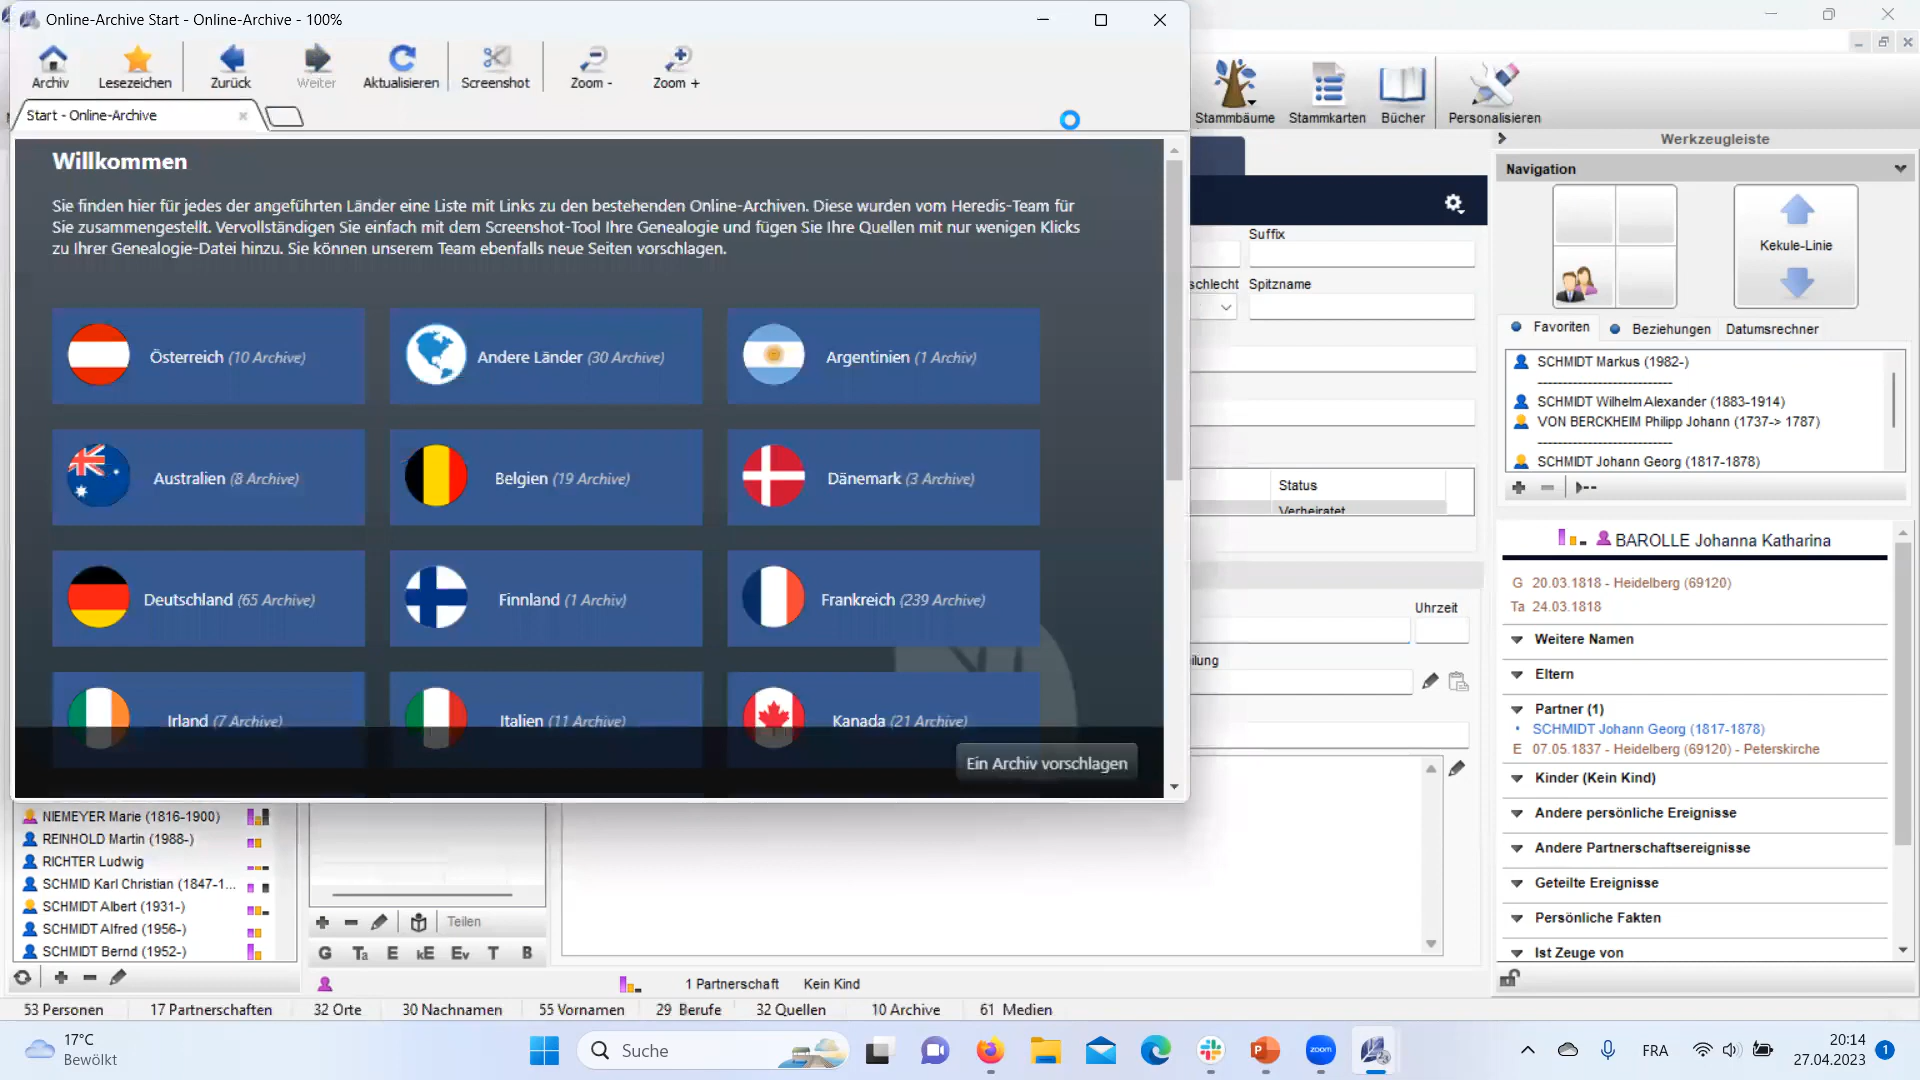 Online-Archive Start - Online-Archive - 100%
Archiv
Lesezeichen
Zurück
Weiter
Aktualisieren
Screenshot
Zoom -
Zoom +
Start - Online-Archive
Willkommen
Sie finden hier für jedes der angeführten Länder eine Liste mit Links zu den bestehenden Online-Archiven. Diese wurden vom Heredis-Team für
Sie zusammengestellt. Vervollständigen Sie einfach mit dem Screenshot-Tool Ihre Genealogie und fügen Sie Ihre Quellen mit nur wenigen Klicks
zu Ihrer Genealogie-Datei hinzu. Sie können unserem Team ebenfalls neue Seiten vorschlagen.
Österreich (10 Archive)
Andere Länder (30 Archive)
Argentinien (1 Archiv)
Australien (8 Archive)
Belgien (19 Archive)
Dänemark (3 Archive)
Deutschland (65 Archive)
Finnland (1 Archiv)
Frankreich (239 Archive)
Irland (7 Archive)
Italien (11 Archive)
Kanada (21 Archive)
Ein Archiv vorschlagen
Stammbäume
Stammkarten
Bücher
Personalisieren
Suffix
schlecht
Spitzname
Status
Verheiratet
Uhrzeit
ilung
Werkzeugleiste
Navigation
Kekule-Linie
Favoriten
Beziehungen
Datumsrechner
SCHMIDT Markus (1982-)
----------------------------
SCHMIDT Wilhelm Alexander (1883-1914)
VON BERCKHEIM Philipp Johann (1737-> 1787)
----------------------------
SCHMIDT Johann Georg (1817-1878)
BAROLLE Johanna Katharina
G 20.03.1818 - Heidelberg (69120)
Ta 24.03.1818
Weitere Namen
Eltern
Partner (1)
• SCHMIDT Johann Georg (1817-1878)
E 07.05.1837 - Heidelberg (69120) - Peterskirche
Kinder (Kein Kind)
Andere persönliche Ereignisse
Andere Partnerschaftsereignisse
Geteilte Ereignisse
Persönliche Fakten
Ist Zeuge von
NIEMEYER Marie (1816-1900)
REINHOLD Martin (1988-)
RICHTER Ludwig
SCHMID Karl Christian (1847-1...
SCHMIDT Albert (1931-)
SCHMIDT Alfred (1956-)
SCHMIDT Bernd (1952-)
Teilen
G Ta E kE Ev T B
1 Partnerschaft
Kein Kind
53 Personen
17 Partnerschaften
32 Orte
30 Nachnamen
55 Vornamen
29 Berufe
32 Quellen
10 Archive
61 Medien
17°C
Bewölkt
Suche
zoom
FRA
20:14
27.04.2023
1